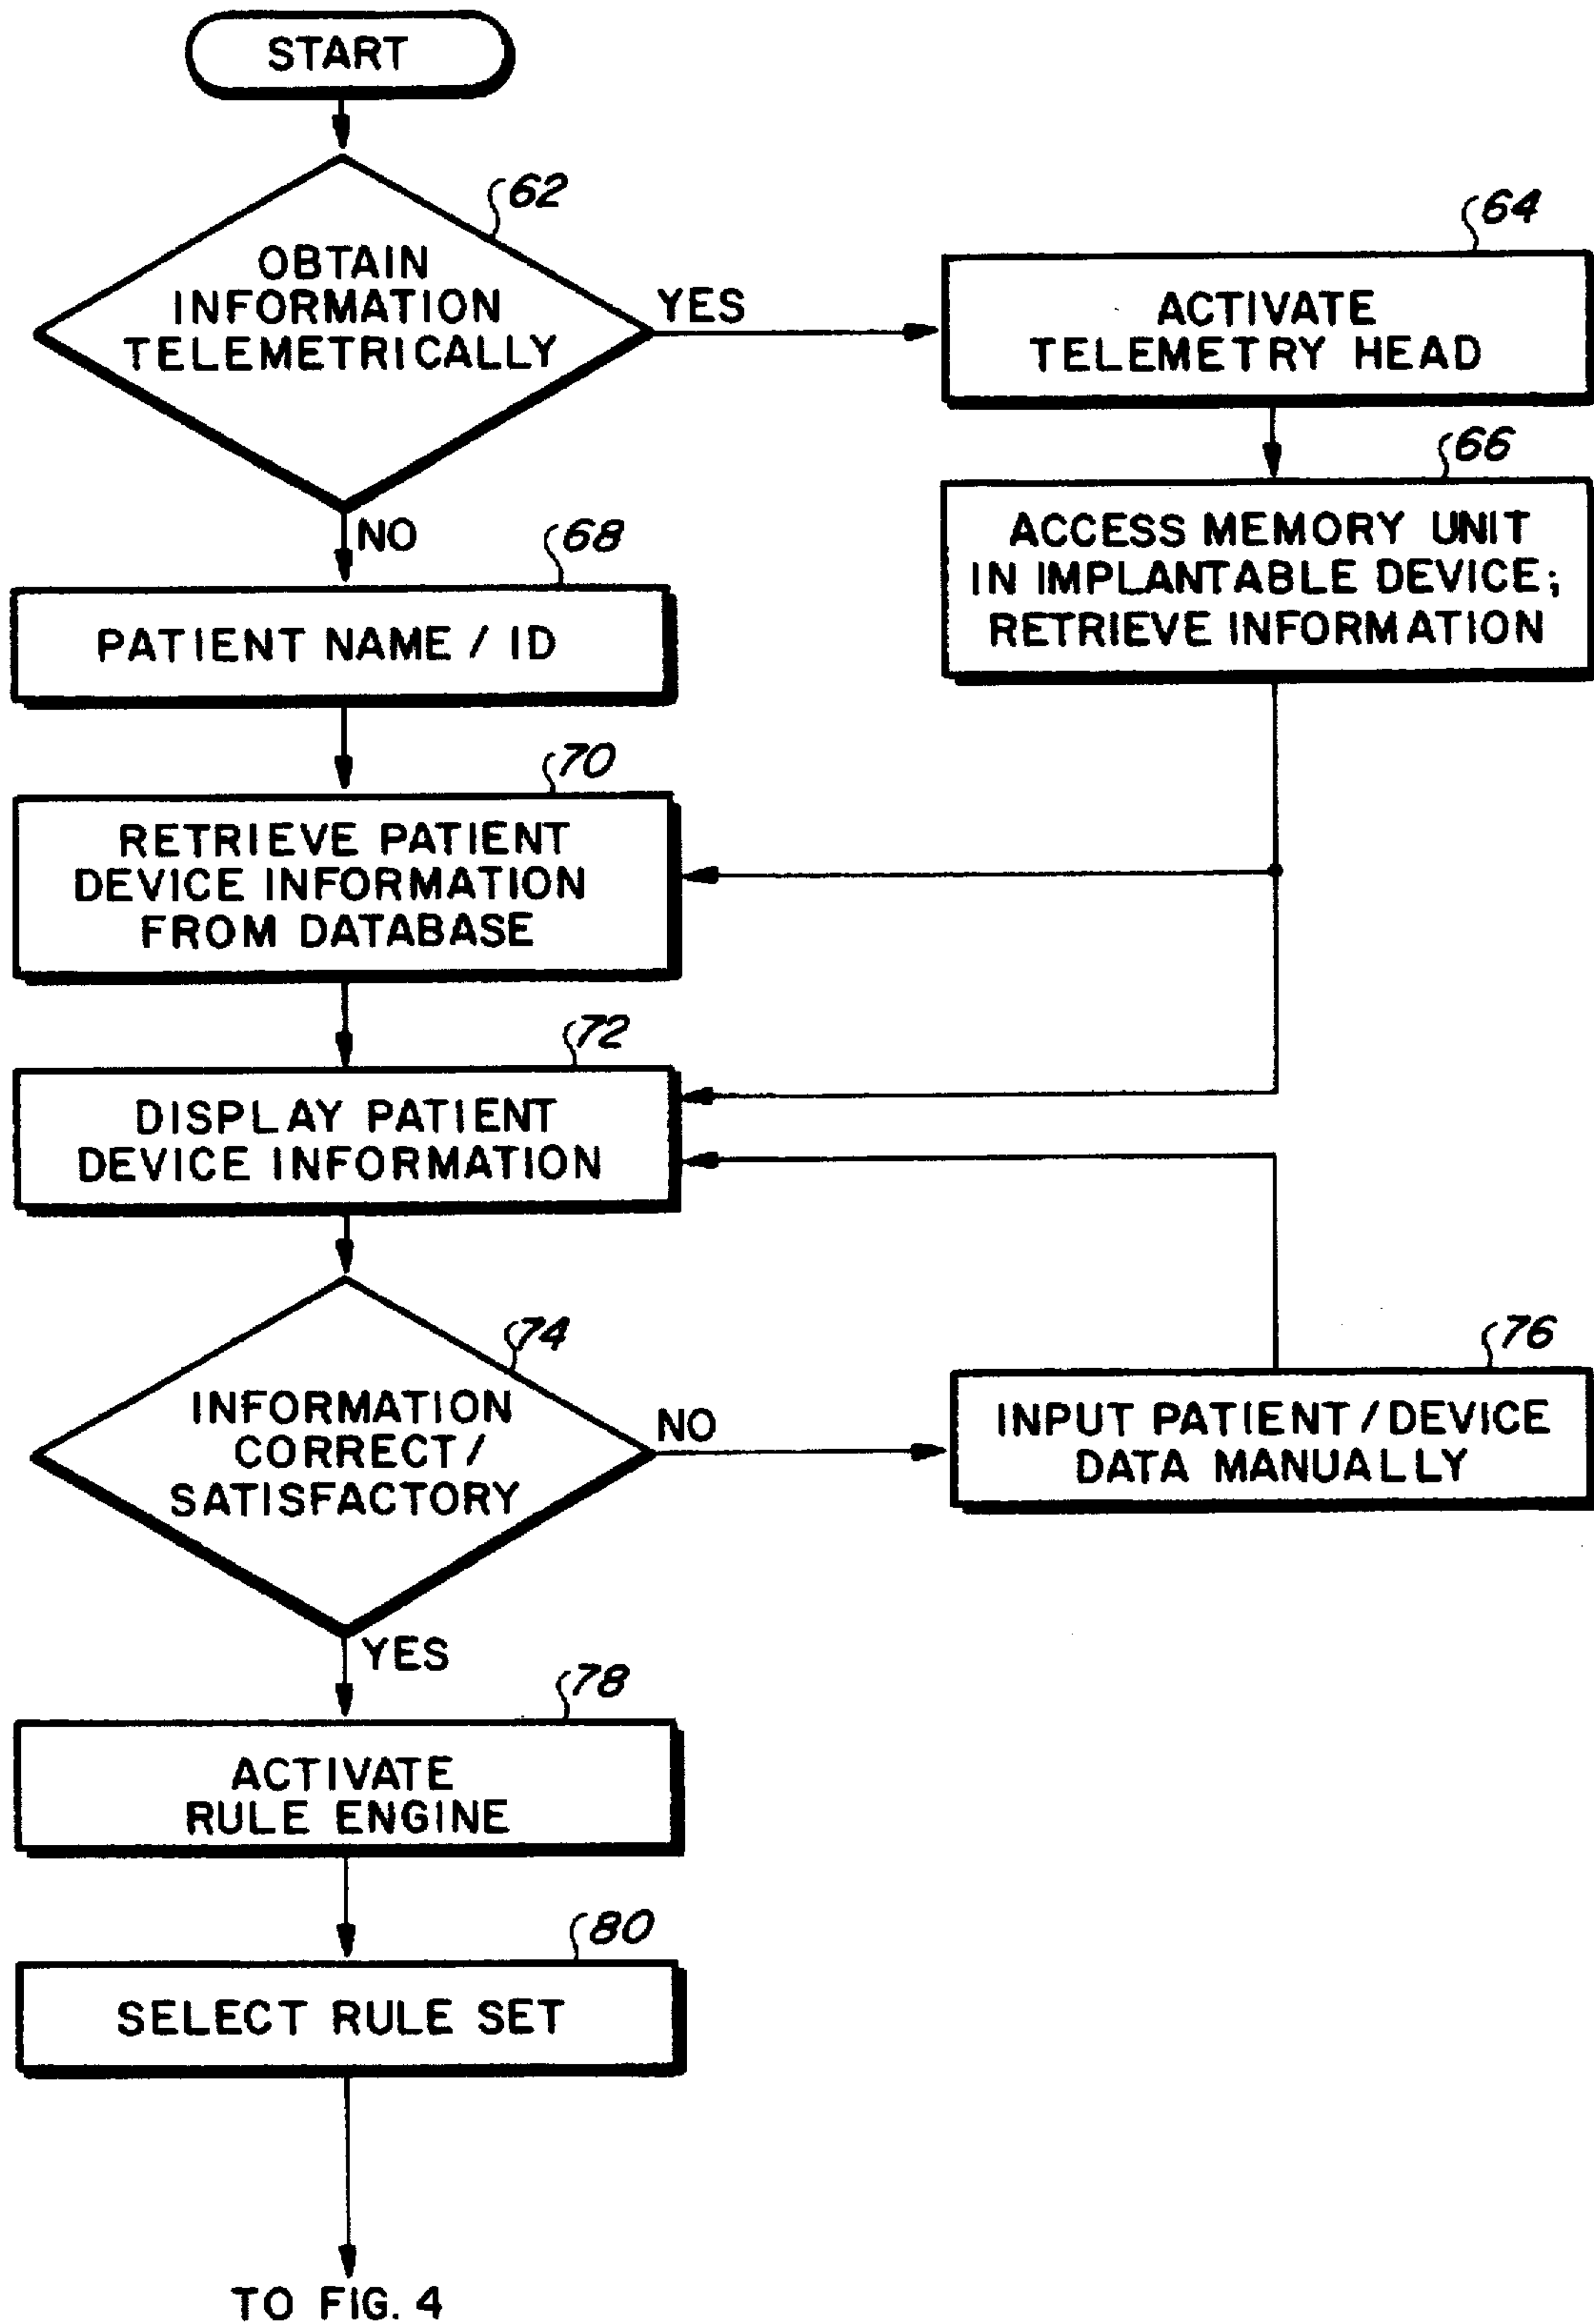 START
62
OBTAIN
INFORMATION
TELEMETRICALLY
YES
64
ACTIVATE
TELEMETRY HEAD
66
ACCESS MEMORY UNIT
IN IMPLANTABLE DEVICE;
RETRIEVE INFORMATION
NO
68
PATIENT NAME / ID
70
RETRIEVE PATIENT
DEVICE INFORMATION
FROM DATABASE
72
DISPLAY PATIENT
DEVICE INFORMATION
74
INFORMATION
CORRECT/
SATISFACTORY
NO
76
INPUT PATIENT/DEVICE
DATA MANUALLY
YES
78
ACTIVATE
RULE ENGINE
80
SELECT RULE SET
TO FIG. 4